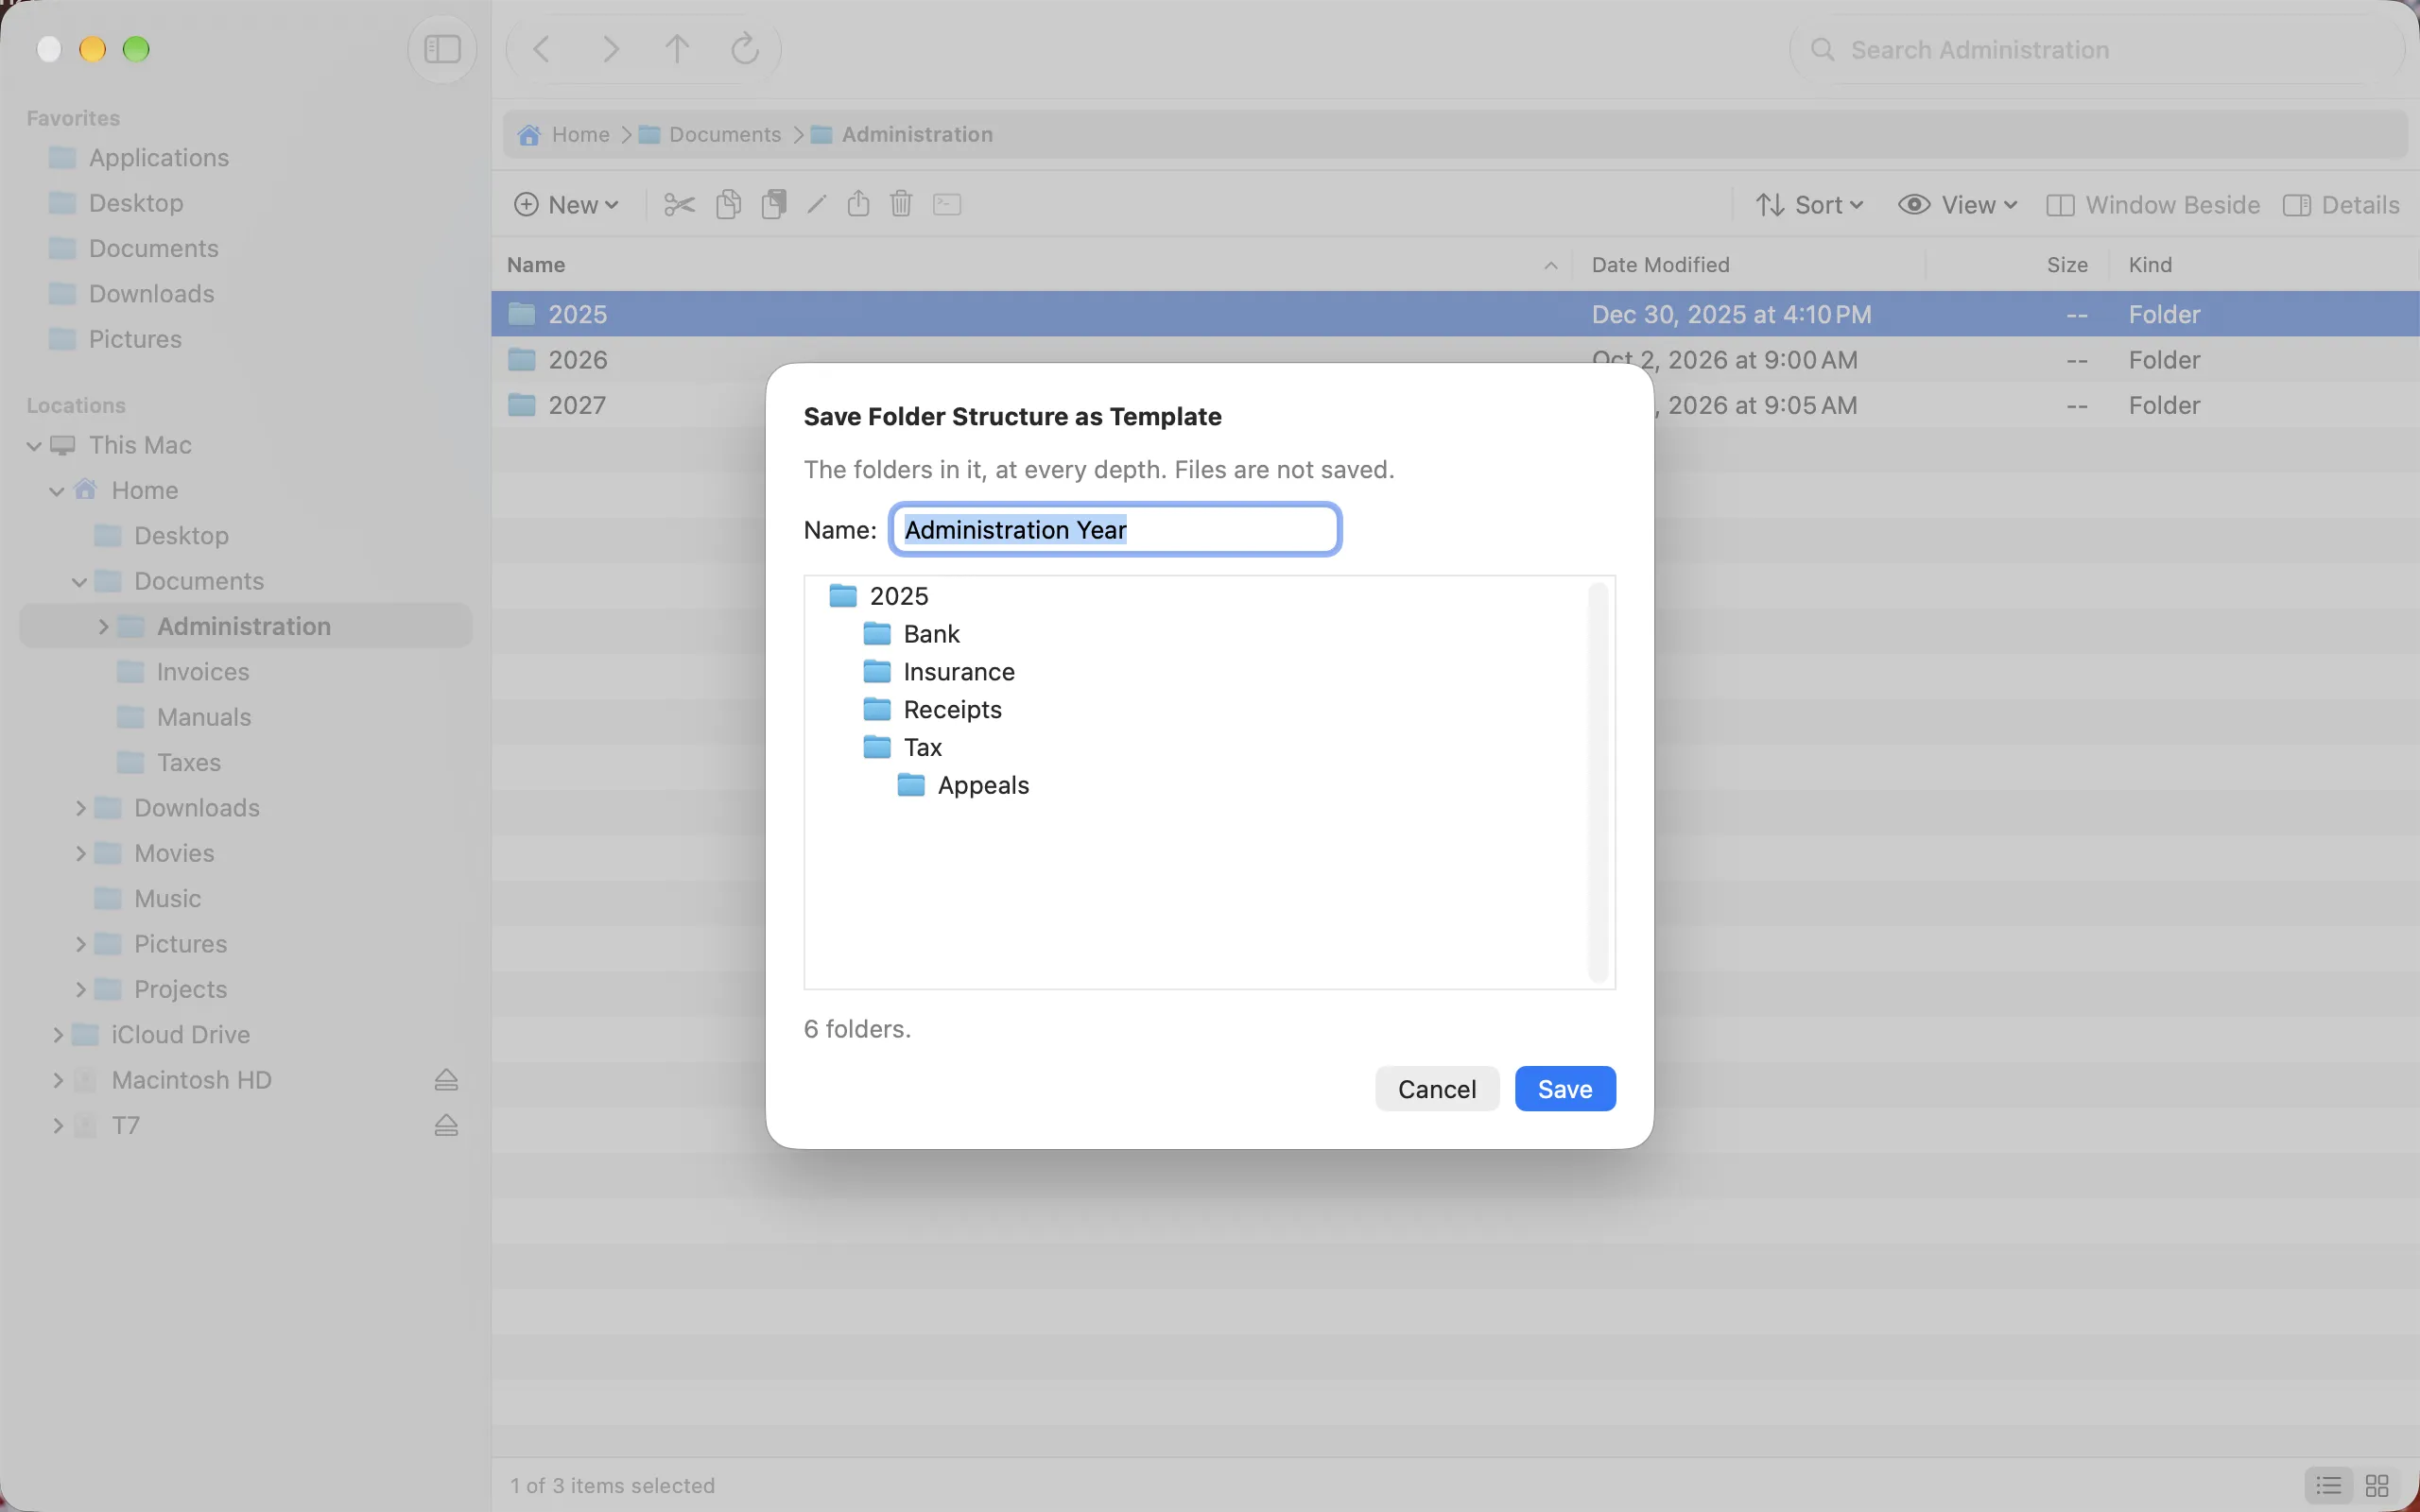 Search Administration
Favorites
Applications
Desktop
Documents
Downloads
Pictures
Locations
This Mac
Home
Desktop
Documents
Administration
Invoices
Manuals
Taxes
Downloads
Movies
Music
Pictures
Projects
iCloud Drive
Macintosh HD
T7
Home Documents Administration
New Sort View Window Beside Details
Name Date Modified Size Kind
2025 Dec 30, 2025 at 4:10 PM -- Folder
2026 Oct 2, 2026 at 9:00 AM -- Folder
2027 , 2026 at 9:05 AM -- Folder
Save Folder Structure as Template
The folders in it, at every depth. Files are not saved.
Name: Administration Year
2025
Bank
Insurance
Receipts
Tax
Appeals
6 folders.
Cancel Save
1 of 3 items selected